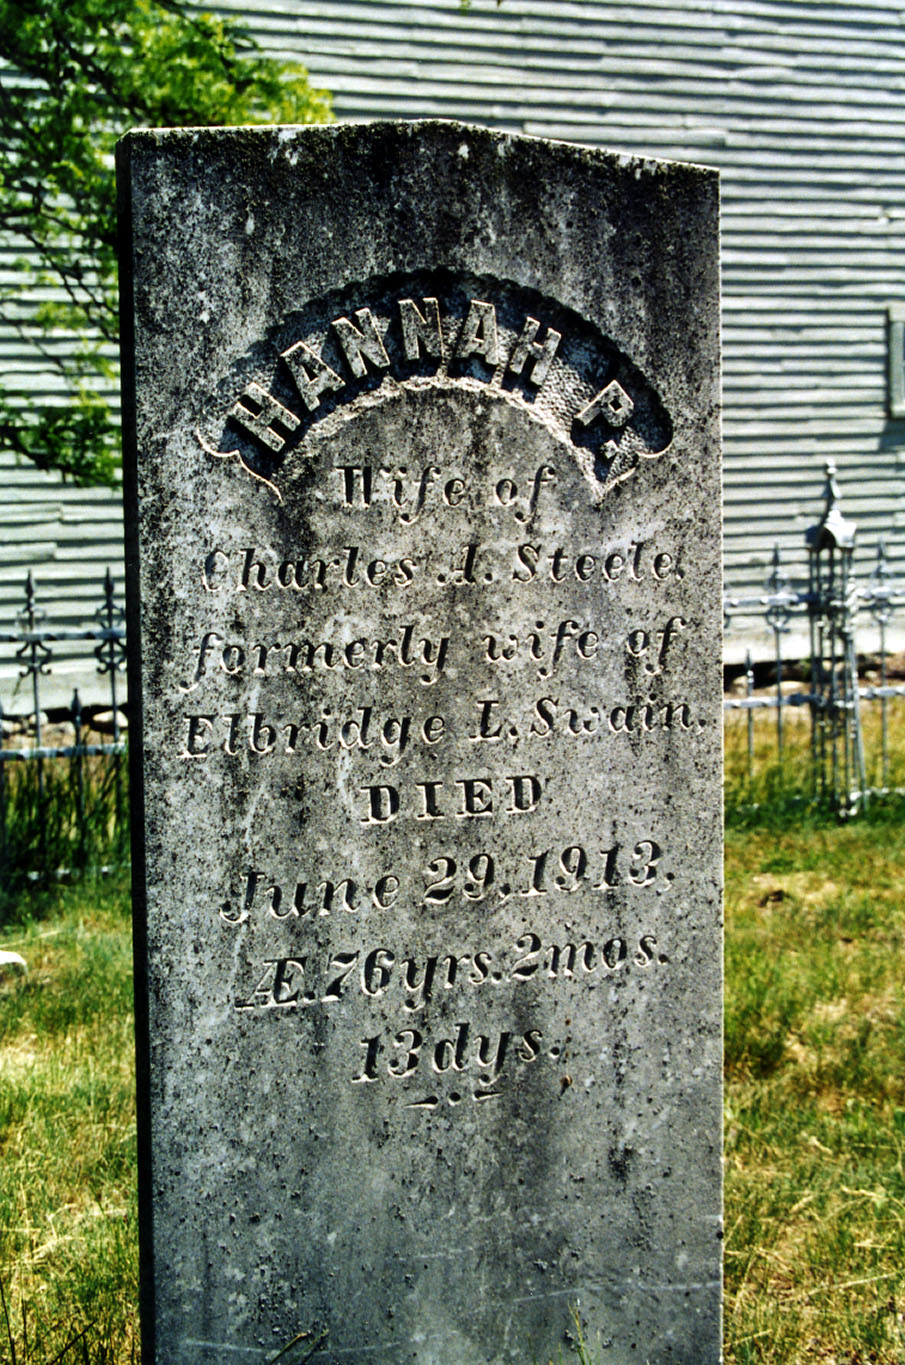 HANNAH P.
Wife of
Charles A. Steele.
formerly wife of
Elbridge L. Swain.
DIED
June 29, 1913.
Æ. 76 yrs. 2 mos.
13 dys.